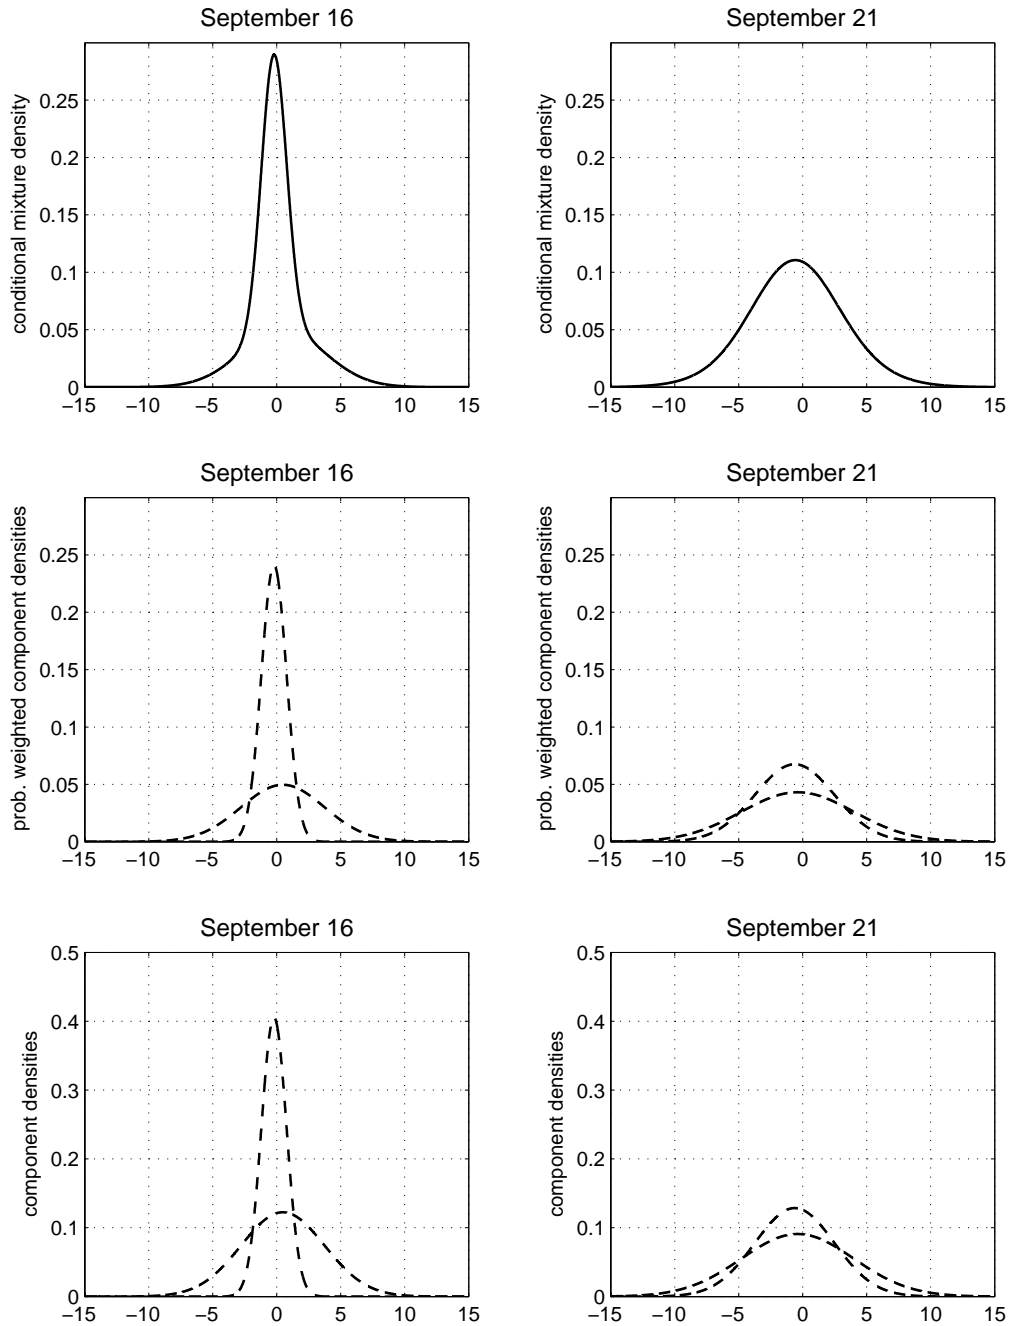 September 16
conditional mixture density
0.25
0.2
0.15
0.1
0.05
0
−15 −10 −5 0 5 10 15
September 21
conditional mixture density
0.25
0.2
0.15
0.1
0.05
0
−15 −10 −5 0 5 10 15
September 16
prob. weighted component densities
0.25
0.2
0.15
0.1
0.05
0
−15 −10 −5 0 5 10 15
September 21
prob. weighted component densities
0.25
0.2
0.15
0.1
0.05
0
−15 −10 −5 0 5 10 15
September 16
component densities
0.5
0.4
0.3
0.2
0.1
0
−15 −10 −5 0 5 10 15
September 21
component densities
0.5
0.4
0.3
0.2
0.1
0
−15 −10 −5 0 5 10 15